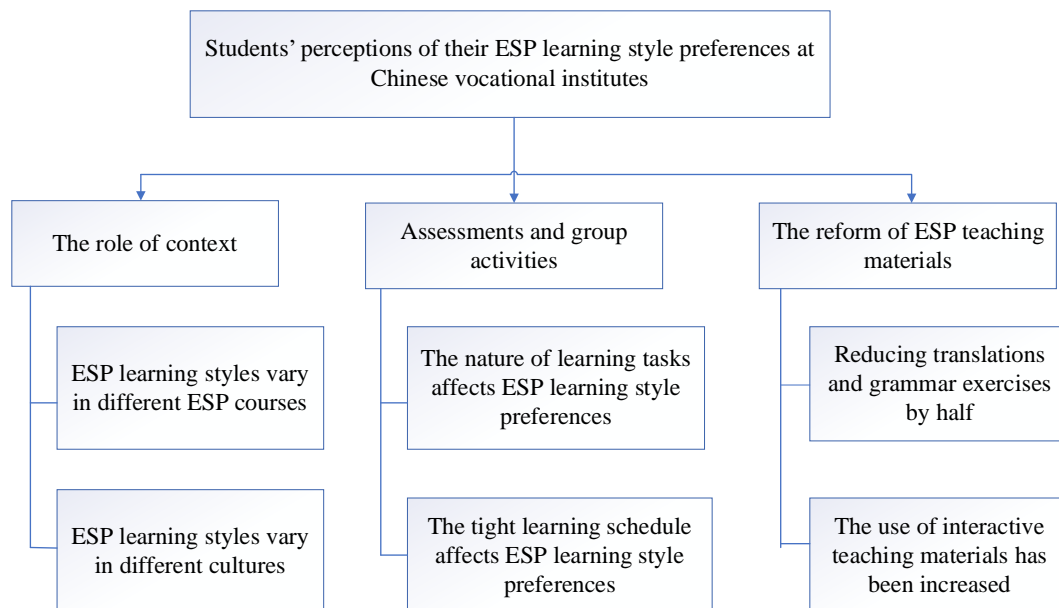 Students’ perceptions of their ESP learning style preferences at
Chinese vocational institutes
The role of context
Assessments and group
activities
The reform of ESP teaching
materials
ESP learning styles vary
in different ESP courses
The nature of learning tasks
affects ESP learning style
preferences
Reducing translations
and grammar exercises
by half
ESP learning styles vary
in different cultures
The tight learning schedule
affects ESP learning style
preferences
The use of interactive
teaching materials has
been increased